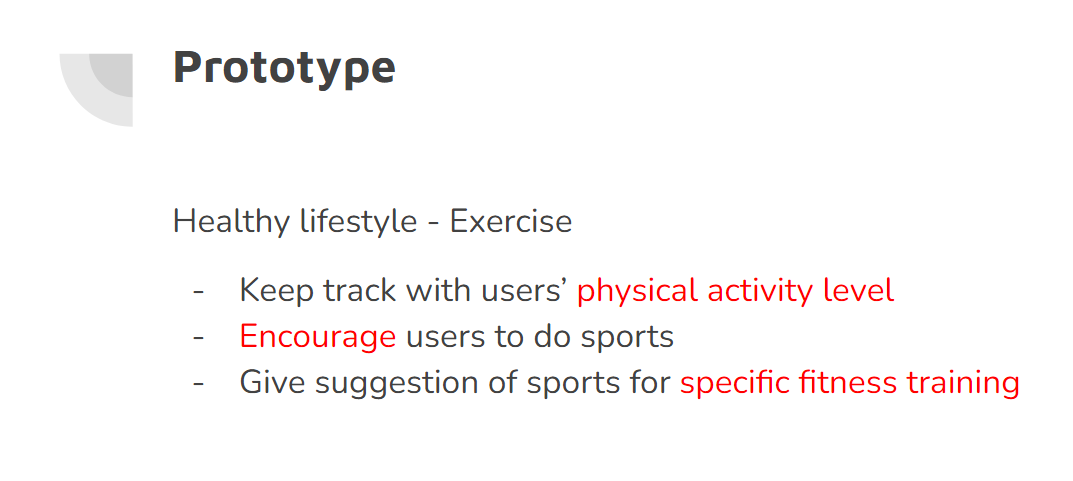 Prototype
Healthy lifestyle - Exercise
- Keep track with users’ physical activity level
- Encourage users to do sports
- Give suggestion of sports for specific fitness training